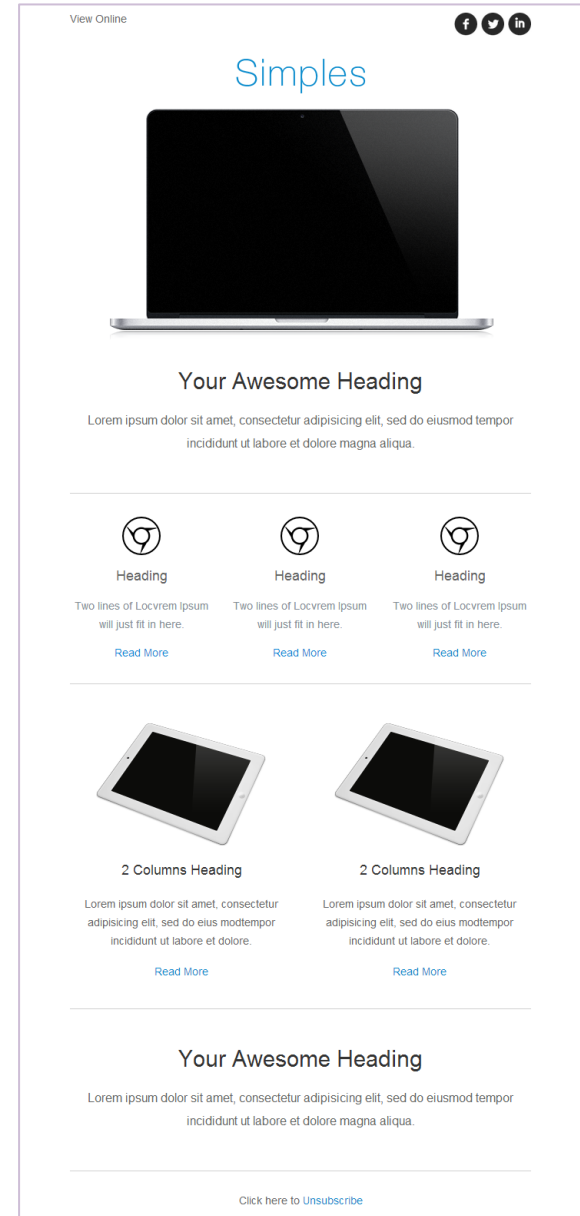 View Online
Simples
Your Awesome Heading
Lorem ipsum dolor sit amet, consectetur adipisicing elit, sed do eiusmod tempor
incididunt ut labore et dolore magna aliqua.
Heading
Two lines of Locvrem Ipsum
will just fit in here.
Read More
Heading
Two lines of Locvrem Ipsum
will just fit in here.
Read More
Heading
Two lines of Locvrem Ipsum
will just fit in here.
Read More
2 Columns Heading
Lorem ipsum dolor sit amet, consectetur
adipisicing elit, sed do eius modtempor
incididunt ut labore et dolore.
Read More
2 Columns Heading
Lorem ipsum dolor sit amet, consectetur
adipisicing elit, sed do eius modtempor
incididunt ut labore et dolore.
Read More
Your Awesome Heading
Lorem ipsum dolor sit amet, consectetur adipisicing elit, sed do eiusmod tempor
incididunt ut labore et dolore magna aliqua.
Click here to Unsubscribe